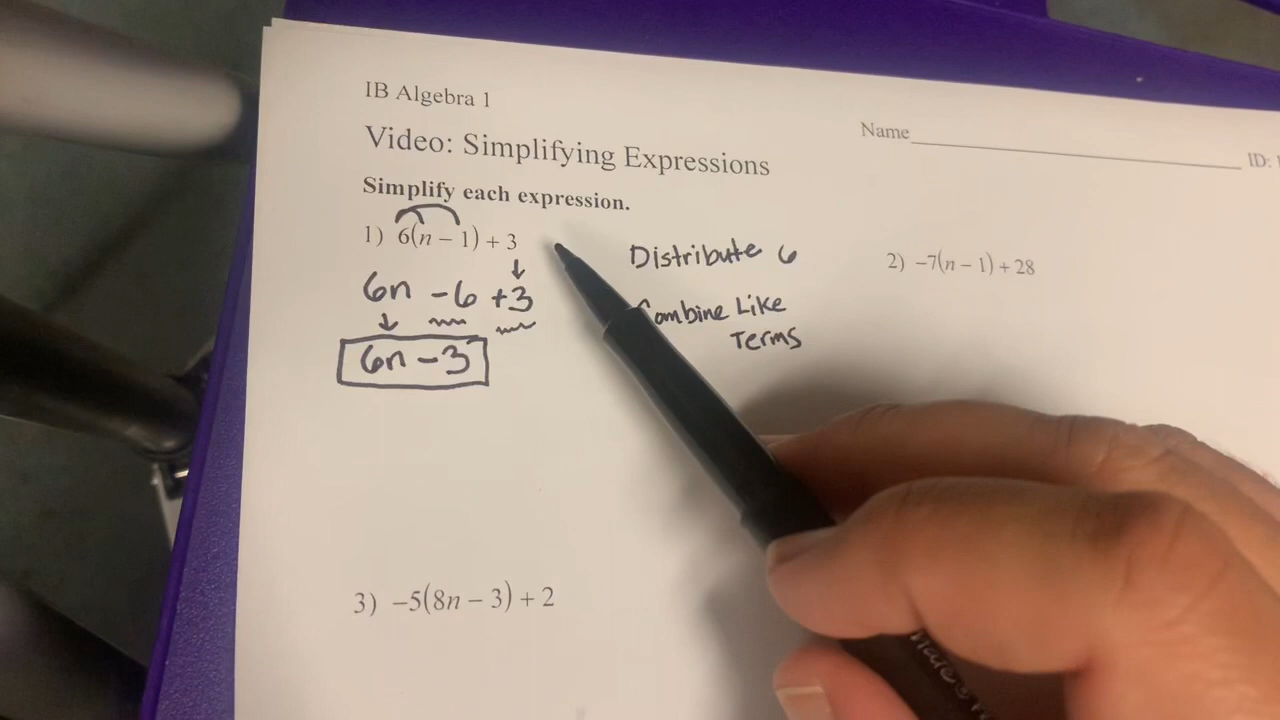 IB Algebra 1
Name
ID:
Video: Simplifying Expressions
Simplify each expression.
1) 6(n − 1) + 3
6n −6 +3
6n − 3
Distribute 6
Combine Like
Terms
2) −7(n − 1) + 28
3) −5(8n − 3) + 2